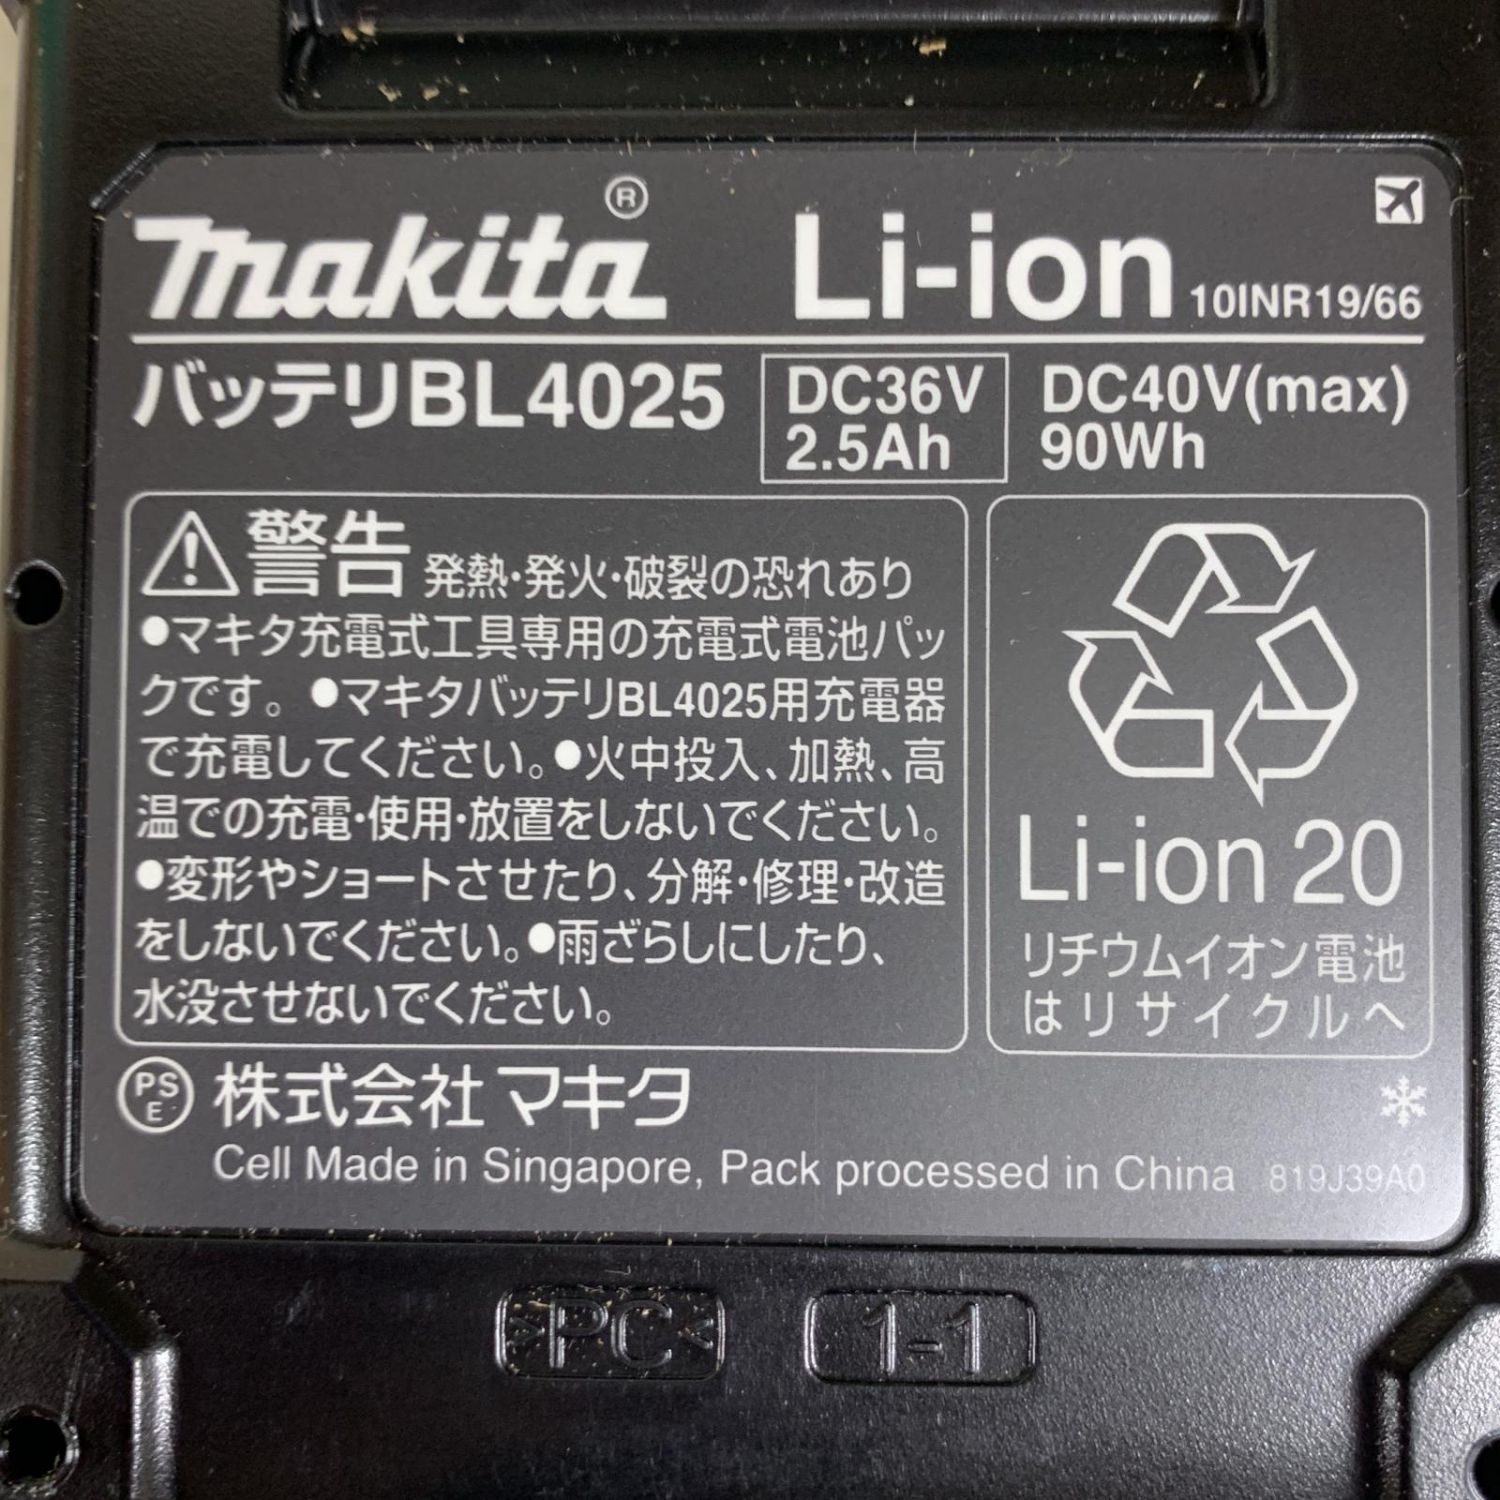 makita®
Li-ion 10INR19/66
バッテリBL4025
DC36V
2.5Ah
DC40V(max)
90Wh
警告 発熱・発火・破裂の恐れあり
●マキタ充電式工具専用の充電式電池パッ
クです。●マキタバッテリBL4025用充電器
で充電してください。●火中投入、加熱、高
温での充電・使用・放置をしないでください。
●変形やショートさせたり、分解・修理・改造
をしないでください。●雨ざらしにしたり、
水没させないでください。
Li-ion 20
リチウムイオン電池
はリサイクルへ
PS
E
株式会社マキタ
Cell Made in Singapore, Pack processed in China 819J39A0
>PC<
1-1